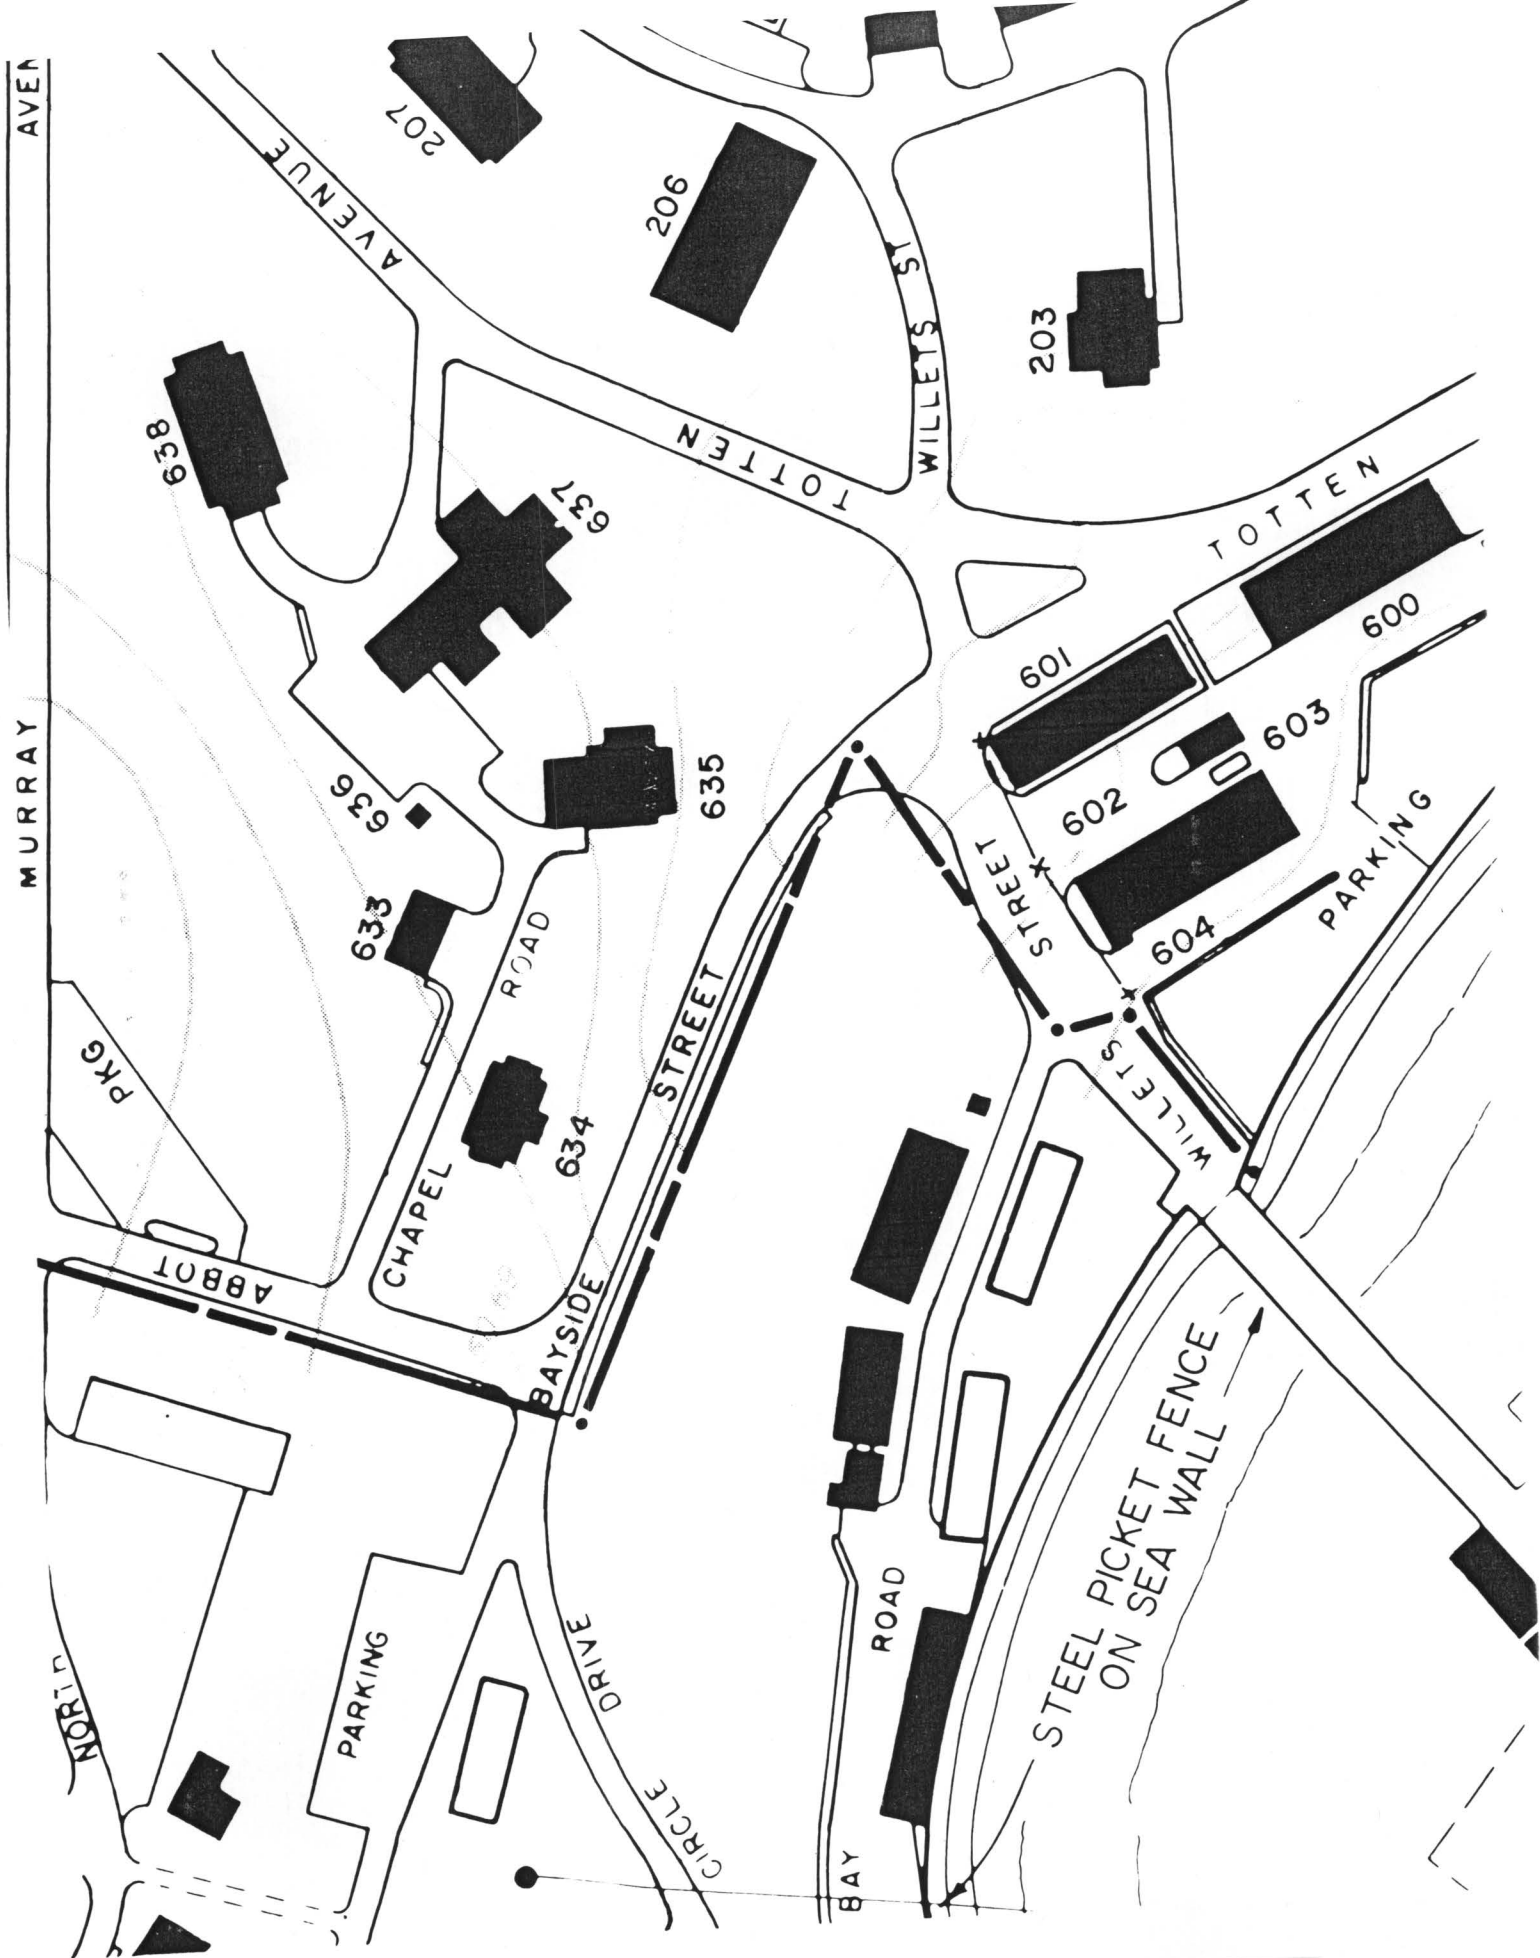 AVEN
AVENUE
207
206
WILLETS ST
203
638
TOTTEN
637
TOTTEN
600
601
603
602
635
636
MURRAY
PARKING
STREET
604
633
ROAD
STREET
PKG
634
WILLETS
CHAPEL
ABBOT
BAYSIDE
STEEL PICKET FENCE
ON SEA WALL
ROAD
DRIVE
PARKING
NORTH
CIRCLE
BAY